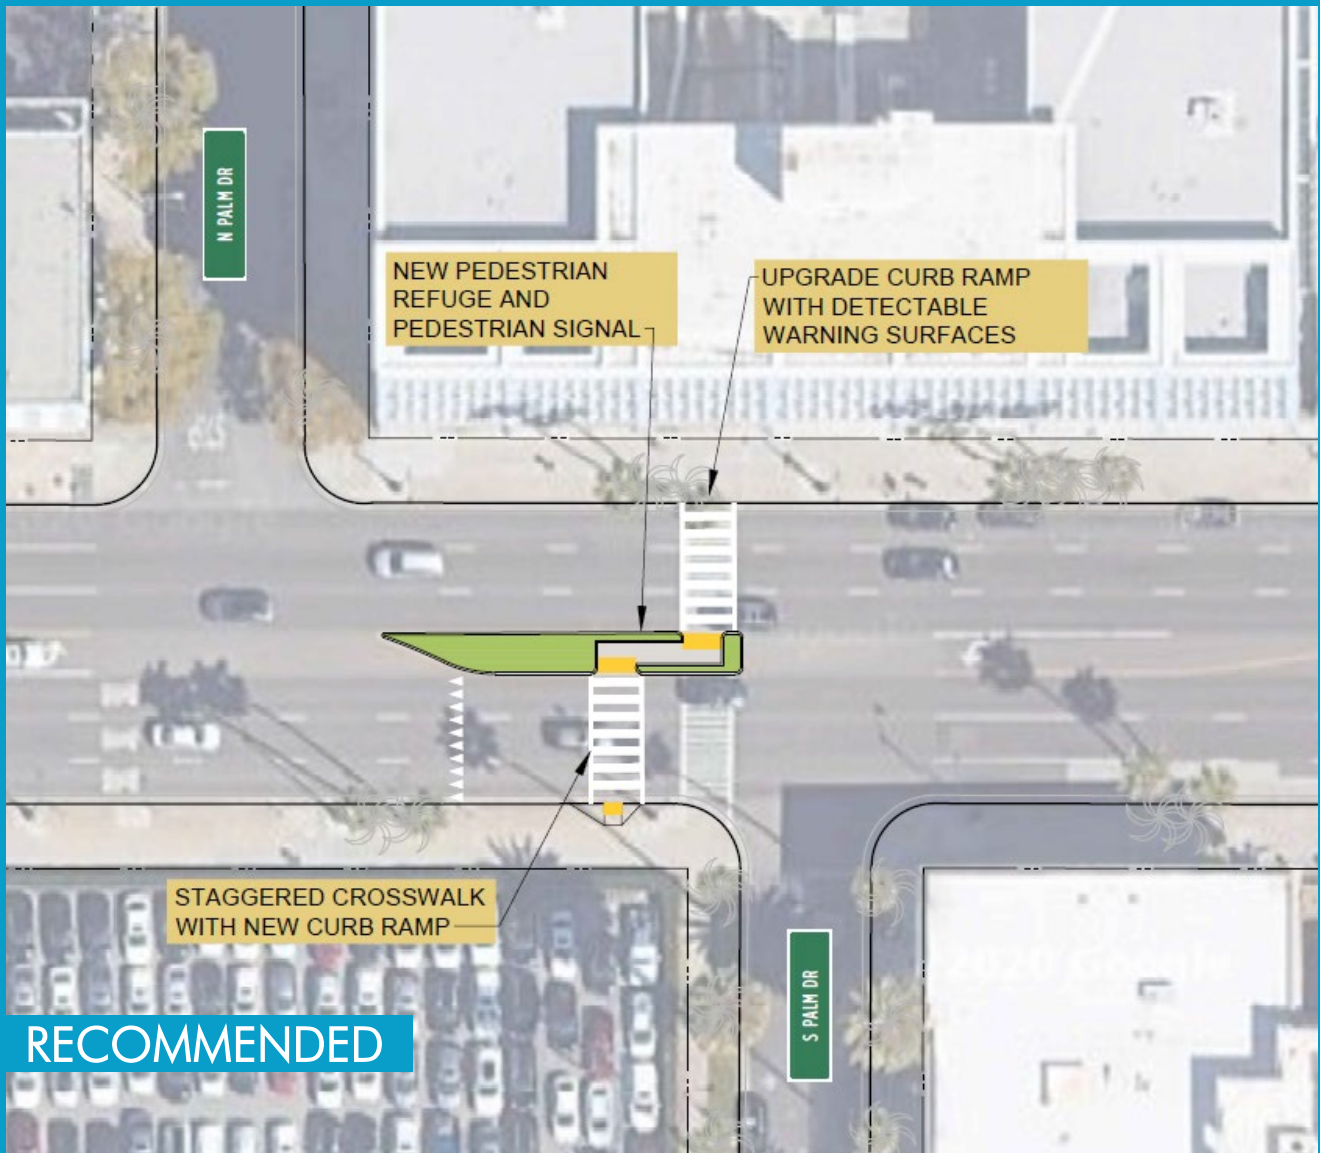 N PALM DR
NEW PEDESTRIAN
REFUGE AND
PEDESTRIAN SIGNAL
UPGRADE CURB RAMP
WITH DETECTABLE
WARNING SURFACES
STAGGERED CROSSWALK
WITH NEW CURB RAMP
S PALM DR
RECOMMENDED